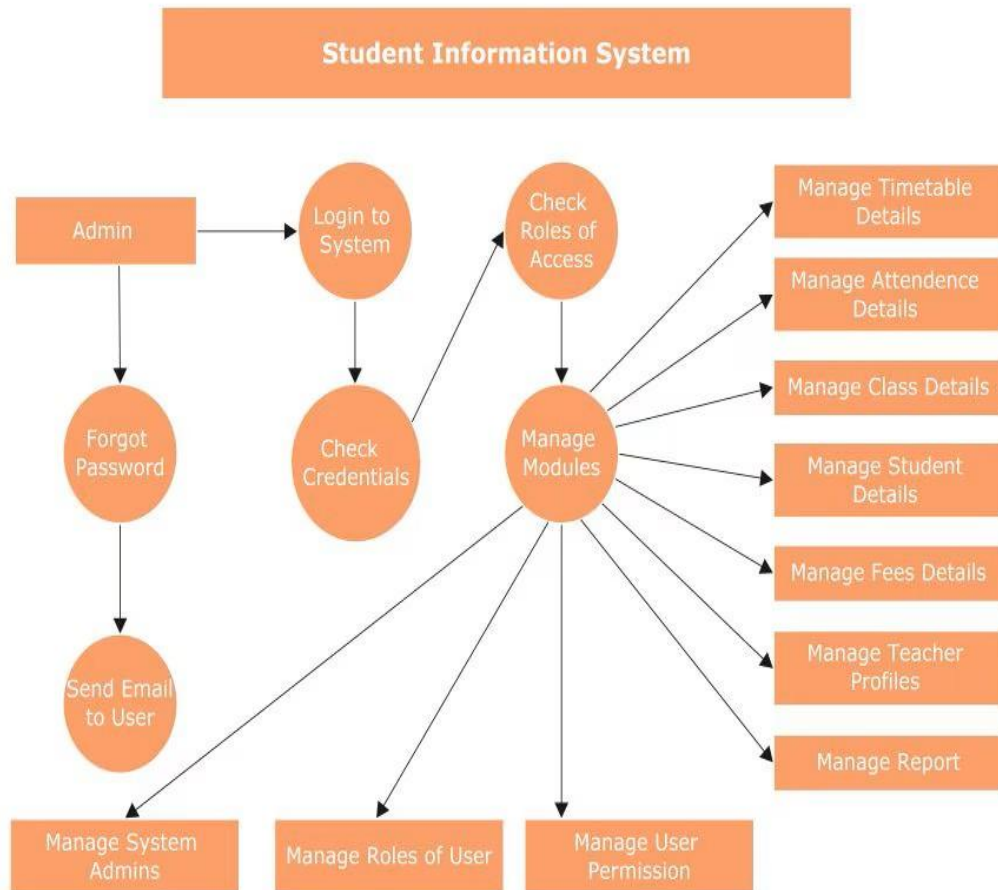 Student Information System
Admin
Login to
System
Check
Roles of
Access
Manage Timetable
Details
Manage Attendence
Details
Manage Class Details
Forgot
Password
Check
Credentials
Manage
Modules
Manage Student
Details
Manage Fees Details
Manage Teacher
Profiles
Send Email
to User
Manage Report
Manage System
Admins
Manage Roles of User
Manage User
Permission